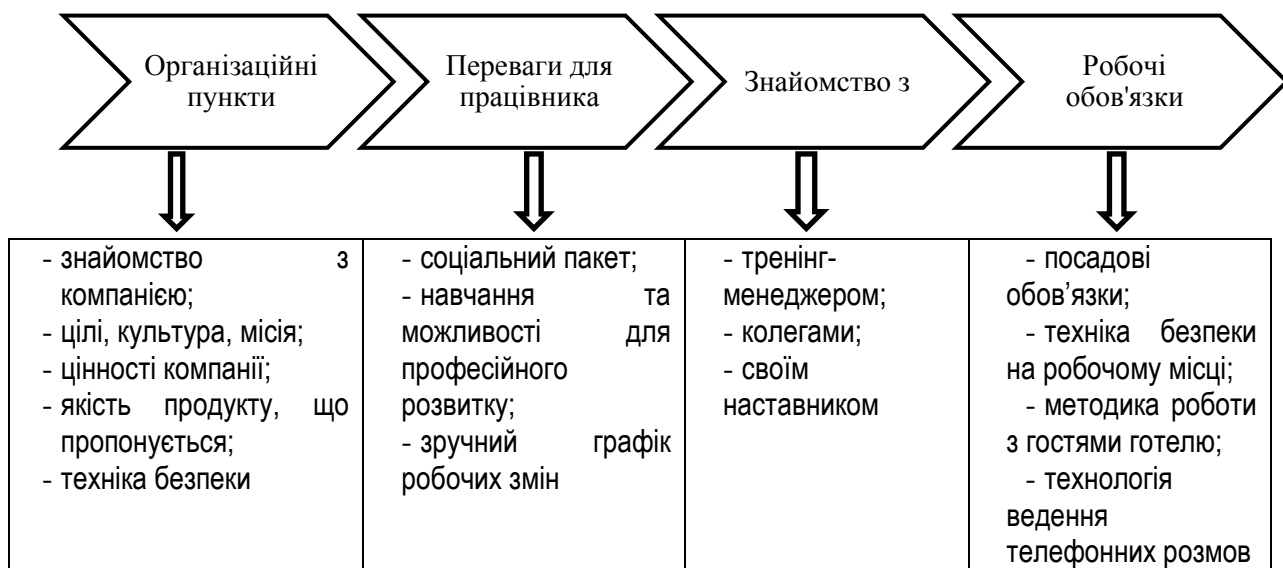 Організаційні
пункти
Переваги для
працівника
Знайомство з
Робочі
обов'язки
- знайомство з
компанією;
- цілі, культура, місія;
- цінності компанії;
- якість продукту, що
пропонується;
- техніка безпеки
- соціальний пакет;
- навчання та
можливості для
професійного
розвитку;
- зручний графік
робочих змін
- тренінг-
менеджером;
- колегами;
- своїм
наставником
- посадові
обов’язки;
- техніка безпеки
на робочому місці;
- методика роботи
з гостями готелю;
- технологія
ведення
телефонних розмов